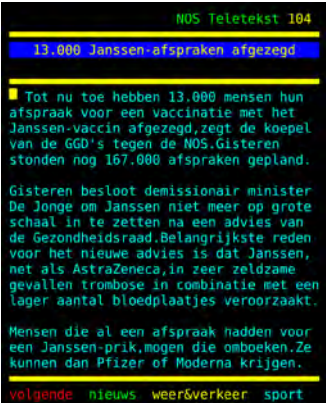 NOS Teletekst 104
13.000 Janssen-afspraken afgezegd
Tot nu toe hebben 13.000 mensen hun
afspraak voor een vaccinatie met het
Janssen-vaccin afgezegd,zegt de koepel
van de GGD's tegen de NOS.Gisteren
stonden nog 167.000 afspraken gepland.
Gisteren besloot demissionair minister
De Jonge om Janssen niet meer op grote
schaal in te zetten na een advies van
de Gezondheidsraad.Belangrijkste reden
voor het nieuwe advies is dat Janssen,
net als AstraZeneca,in zeer zeldzame
gevallen trombose in combinatie met een
lager aantal bloedplaatjes veroorzaakt.
Mensen die al een afspraak hadden voor
een Janssen-prik,mogen die omboeken.Ze
kunnen dan Pfizer of Moderna krijgen.
volgende nieuws weer&verkeer sport